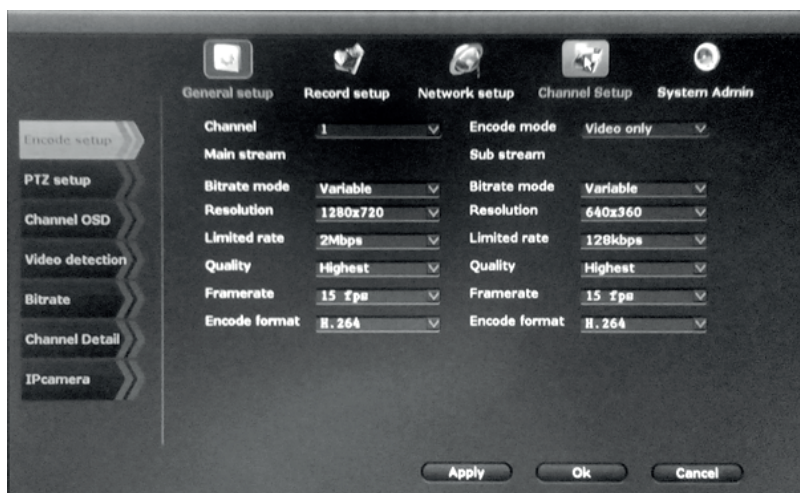 General setup Record setup Network setup Channel Setup System Admin
Encode setup
PTZ setup
Channel OSD
Video detection
Bitrate
Channel Detail
IPcamera
Channel 1 Encode mode Video only
Main stream Sub stream
Bitrate mode Variable Bitrate mode Variable
Resolution 1280x720 Resolution 640x360
Limited rate 2Mbps Limited rate 128kbps
Quality Highest Quality Highest
Framerate 15 fps Framerate 15 fps
Encode format H.264 Encode format H.264
Apply Ok Cancel